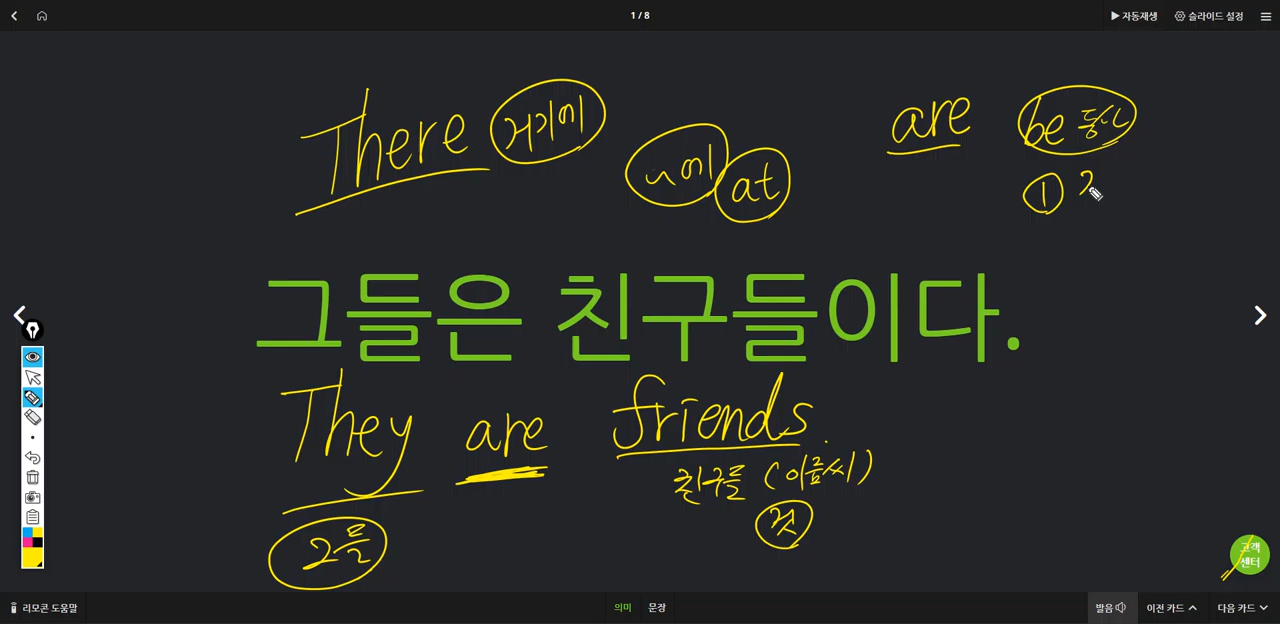 1 / 8
자동재생
슬라이드 설정
There 거기에
에 at
are be 동사
①
그들은 친구들이다.
They are friends.
친구들 (이름씨)
그들
것
고객
센터
리모콘 도움말
의미
문장
발음
이전 카드
다음 카드